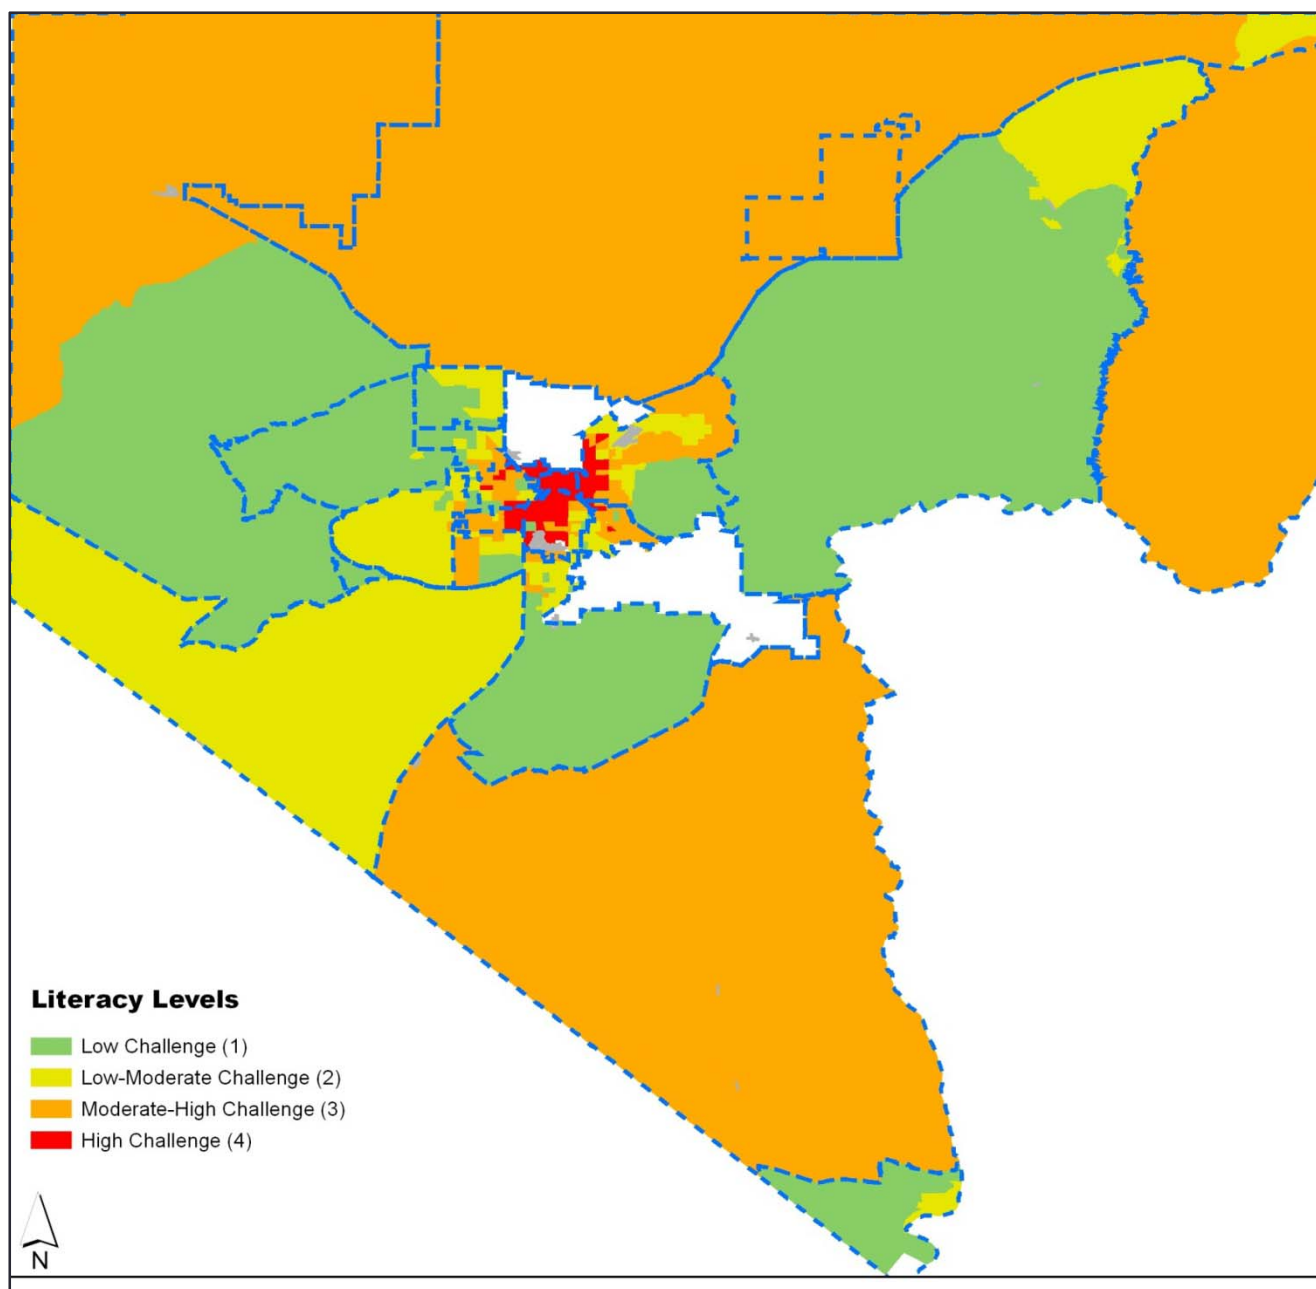 Literacy Levels
Low Challenge (1)
Low-Moderate Challenge (2)
Moderate-High Challenge (3)
High Challenge (4)
N